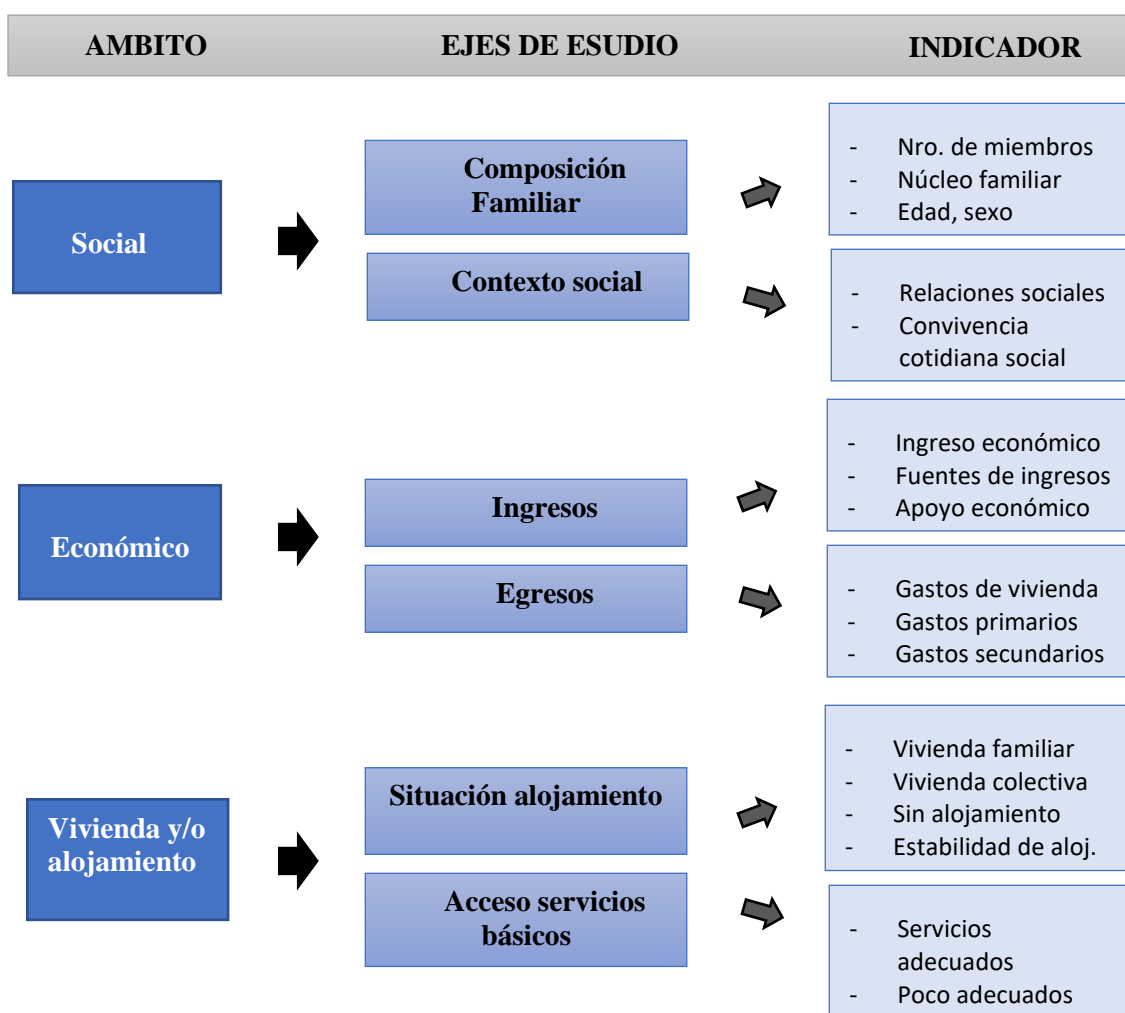 AMBITO EJES DE ESUDIO INDICADOR
Social
Composición
Familiar
- Nro. de miembros
- Núcleo familiar
- Edad, sexo
Contexto social
- Relaciones sociales
- Convivencia
cotidiana social
Económico
Ingresos
- Ingreso económico
- Fuentes de ingresos
- Apoyo económico
Egresos
- Gastos de vivienda
- Gastos primarios
- Gastos secundarios
Vivienda y/o
alojamiento
Situación alojamiento
- Vivienda familiar
- Vivienda colectiva
- Sin alojamiento
- Estabilidad de aloj.
Acceso servicios
básicos
- Servicios
adecuados
- Poco adecuados